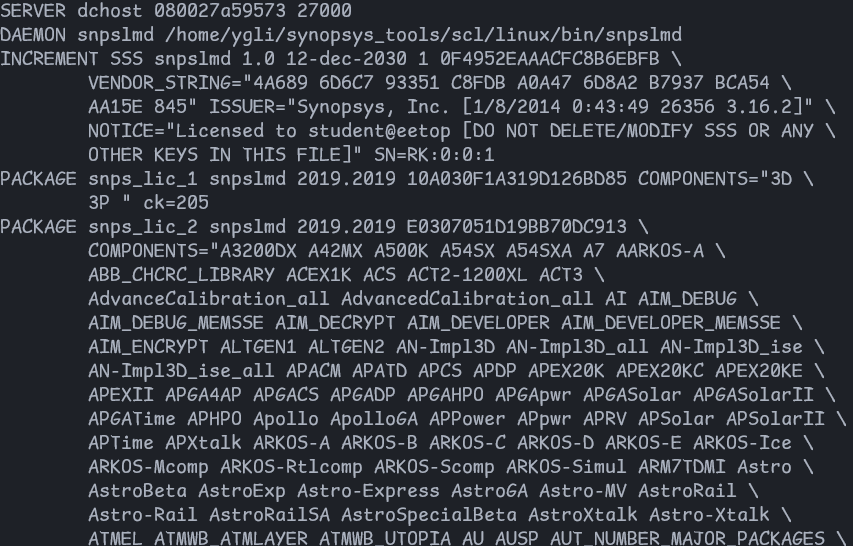 SERVER dchost 080027a59573 27000
DAEMON snpslmd /home/ygli/synopsys_tools/scl/linux/bin/snpslmd
INCREMENT SSS snpslmd 1.0 12-dec-2030 1 0F4952EAAACFC8B6EBFB \
VENDOR_STRING="4A689 6D6C7 93351 C8FDB A0A47 6D8A2 B7937 BCA54 \
AA15E 845" ISSUER="Synopsys, Inc. [1/8/2014 0:43:49 26356 3.16.2]" \
NOTICE="Licensed to student@eetop [DO NOT DELETE/MODIFY SSS OR ANY \
OTHER KEYS IN THIS FILE]" SN=RK:0:0:1
PACKAGE snps_lic_1 snpslmd 2019.2019 10A030F1A319D126BD85 COMPONENTS="3D \
3P " ck=205
PACKAGE snps_lic_2 snpslmd 2019.2019 E0307051D19BB70DC913 \
COMPONENTS="A3200DX A42MX A500K A54SX A54SXA A7 AARKOS-A \
ABB_CHCRC_LIBRARY ACEX1K ACS ACT2-1200XL ACT3 \
AdvanceCalibration_all AdvancedCalibration_all AI AIM_DEBUG \
AIM_DEBUG_MEMSSE AIM_DECRYPT AIM_DEVELOPER AIM_DEVELOPER_MEMSSE \
AIM_ENCRYPT ALTGEN1 ALTGEN2 AN-Impl3D AN-Impl3D_all AN-Impl3D_ise \
AN-Impl3D_ise_all APACM APATD APCS APDP APEX20K APEX20KC APEX20KE \
APEXII APGA4AP APGACS APGADP APGAHPO APGApwr APGASolar APGASolarII \
APGATime APHPO Apollo ApolloGA APPower APpwr APRV APSolar APSolarII \
APTime APXtalk ARKOS-A ARKOS-B ARKOS-C ARKOS-D ARKOS-E ARKOS-Ice \
ARKOS-Mcomp ARKOS-Rtlcomp ARKOS-Scomp ARKOS-Simul ARM7TDMI Astro \
AstroBeta AstroExp Astro-Express AstroGA Astro-MV AstroRail \
Astro-Rail AstroRailSA AstroSpecialBeta AstroXtalk Astro-Xtalk \
ATMEL ATMWB_ATMLAYER ATMWB_UTOPIA AU AUSP AUT_NUMBER_MAJOR_PACKAGES \